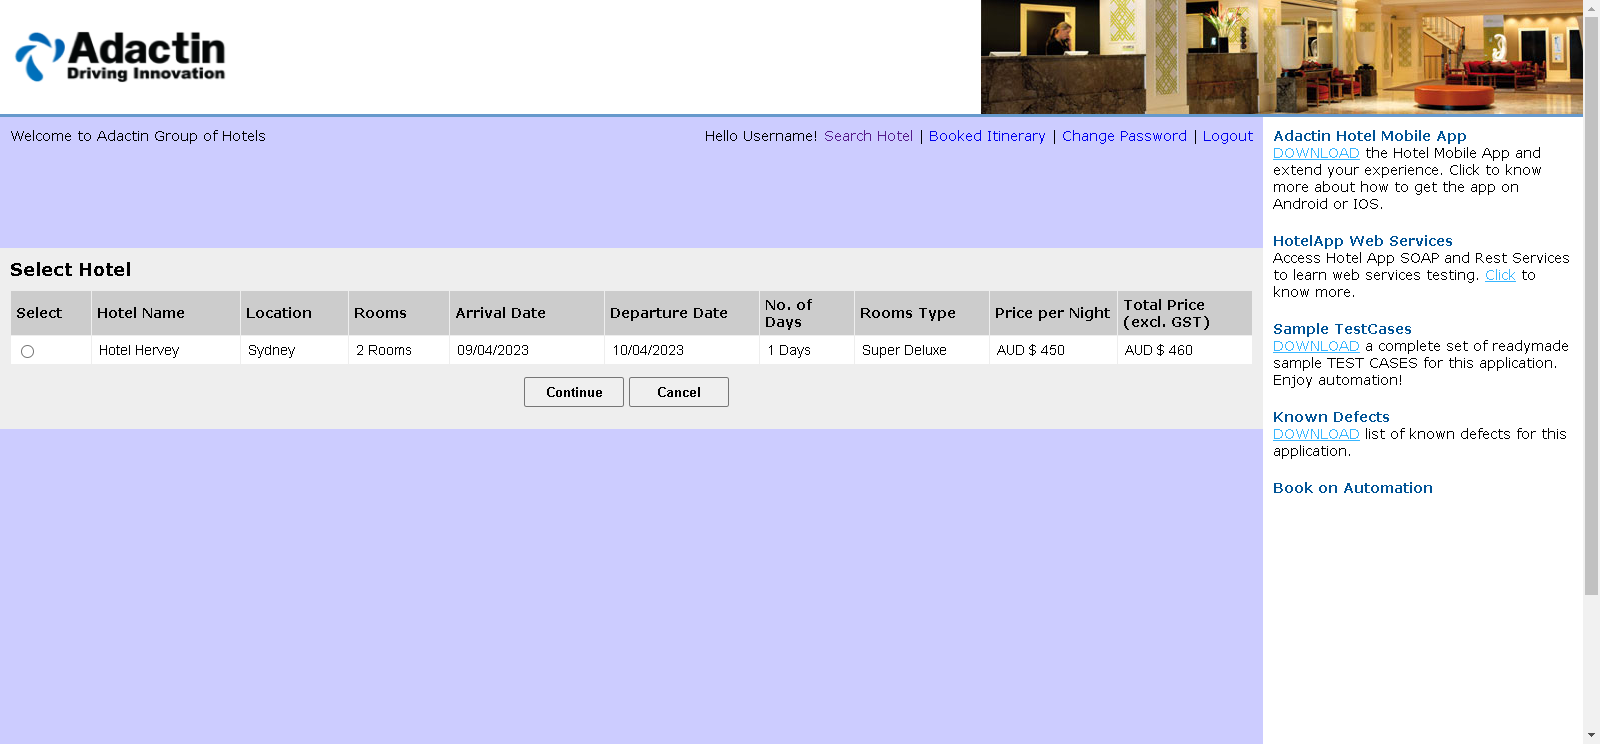 Adactin
Driving Innovation
Welcome to Adactin Group of Hotels
Hello Username! Search Hotel | Booked Itinerary | Change Password | Logout
Select Hotel
Select Hotel Name Location Rooms Arrival Date Departure Date No. of Days Rooms Type Price per Night Total Price (excl. GST)
Hotel Hervey Sydney 2 Rooms 09/04/2023 10/04/2023 1 Days Super Deluxe AUD $ 450 AUD $ 460
Continue Cancel
Adactin Hotel Mobile App
DOWNLOAD the Hotel Mobile App and
extend your experience. Click to know
more about how to get the app on
Android or IOS.
HotelApp Web Services
Access Hotel App SOAP and Rest Services
to learn web services testing. Click to
know more.
Sample TestCases
DOWNLOAD a complete set of readymade
sample TEST CASES for this application.
Enjoy automation!
Known Defects
DOWNLOAD list of known defects for this
application.
Book on Automation